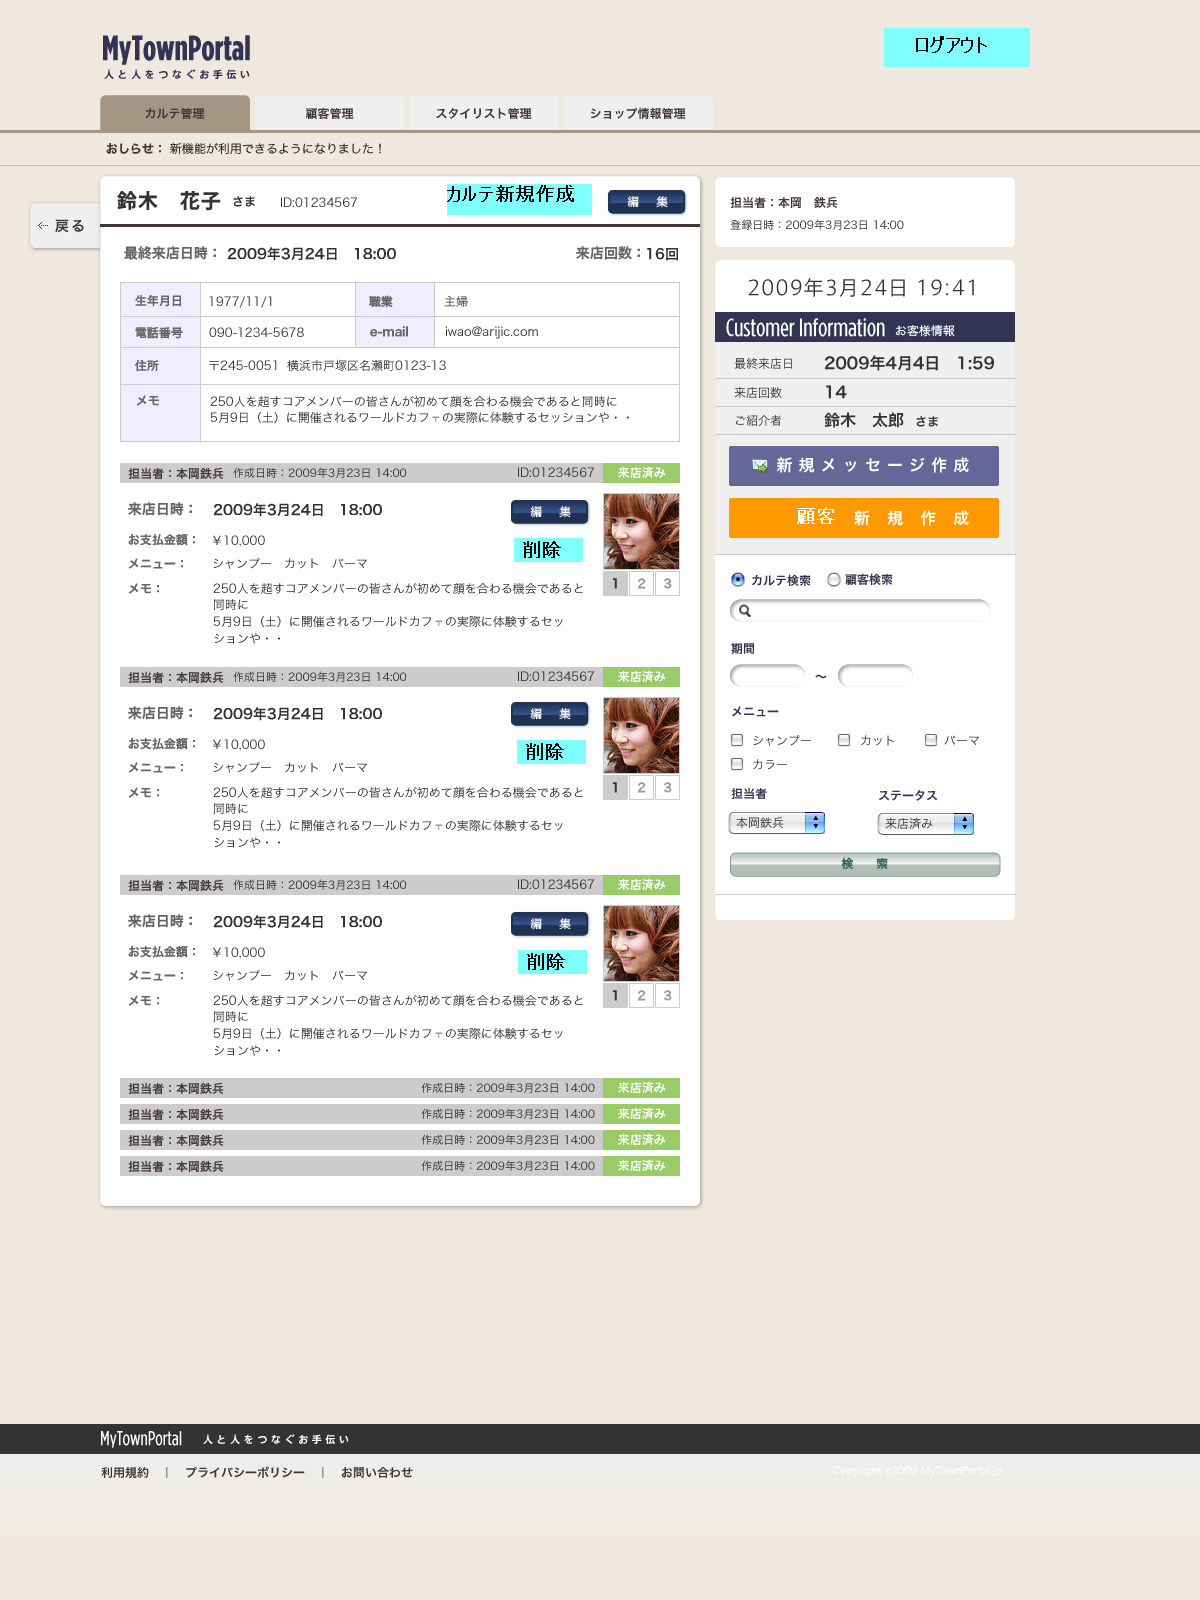 MyTownPortal
人と人をつなぐお手伝い
ログアウト
カルテ管理
顧客管理
スタイリスト管理
ショップ情報管理
おしらせ： 新機能が利用できるようになりました！
戻る
鈴木　花子 さま ID:01234567
カルテ新規作成
編 集
最終来店日時： 2009年3月24日　18:00
来店回数：16回
生年月日 1977/11/1 職業 主婦
電話番号 090-1234-5678 e-mail iwao@arijic.com
住所 〒245-0051 横浜市戸塚区名瀬町0123-13
メモ 250人を超すコアメンバーの皆さんが初めて顔を合わる機会であると同時に
5月9日（土）に開催されるワールドカフェの実際に体験するセッションや・・
担当者：本岡鉄兵 作成日時：2009年3月23日 14:00 ID:01234567 来店済み
来店日時： 2009年3月24日　18:00
編 集
お支払金額： ￥10,000
削除
メニュー： シャンプー　カット　パーマ
メモ： 250人を超すコアメンバーの皆さんが初めて顔を合わる機会であると
同時に
5月9日（土）に開催されるワールドカフェの実際に体験するセッ
ションや・・
1 2 3
担当者：本岡鉄兵 作成日時：2009年3月23日 14:00 ID:01234567 来店済み
来店日時： 2009年3月24日　18:00
編 集
お支払金額： ￥10,000
削除
メニュー： シャンプー　カット　パーマ
メモ： 250人を超すコアメンバーの皆さんが初めて顔を合わる機会であると
同時に
5月9日（土）に開催されるワールドカフェの実際に体験するセッ
ションや・・
1 2 3
担当者：本岡鉄兵 作成日時：2009年3月23日 14:00 ID:01234567 来店済み
来店日時： 2009年3月24日　18:00
編 集
お支払金額： ￥10,000
削除
メニュー： シャンプー　カット　パーマ
メモ： 250人を超すコアメンバーの皆さんが初めて顔を合わる機会であると
同時に
5月9日（土）に開催されるワールドカフェの実際に体験するセッ
ションや・・
1 2 3
担当者：本岡鉄兵 作成日時：2009年3月23日 14:00 来店済み
担当者：本岡鉄兵 作成日時：2009年3月23日 14:00 来店済み
担当者：本岡鉄兵 作成日時：2009年3月23日 14:00 来店済み
担当者：本岡鉄兵 作成日時：2009年3月23日 14:00 来店済み
担当者：本岡　鉄兵
登録日時：2009年3月23日 14:00
2009年3月24日 19:41
Customer Information お客様情報
最終来店日 2009年4月4日　1:59
来店回数 14
ご紹介者 鈴木　太郎 さま
新規メッセージ作成
顧客 新規作成
カルテ検索 顧客検索
期間
～
メニュー
シャンプー カット パーマ
カラー
担当者 ステータス
本岡鉄兵 来店済み
検 索
MyTownPortal 人と人をつなぐお手伝い
利用規約 | プライバシーポリシー | お問い合わせ
Copyright ©2009 MyTownPortal.jp